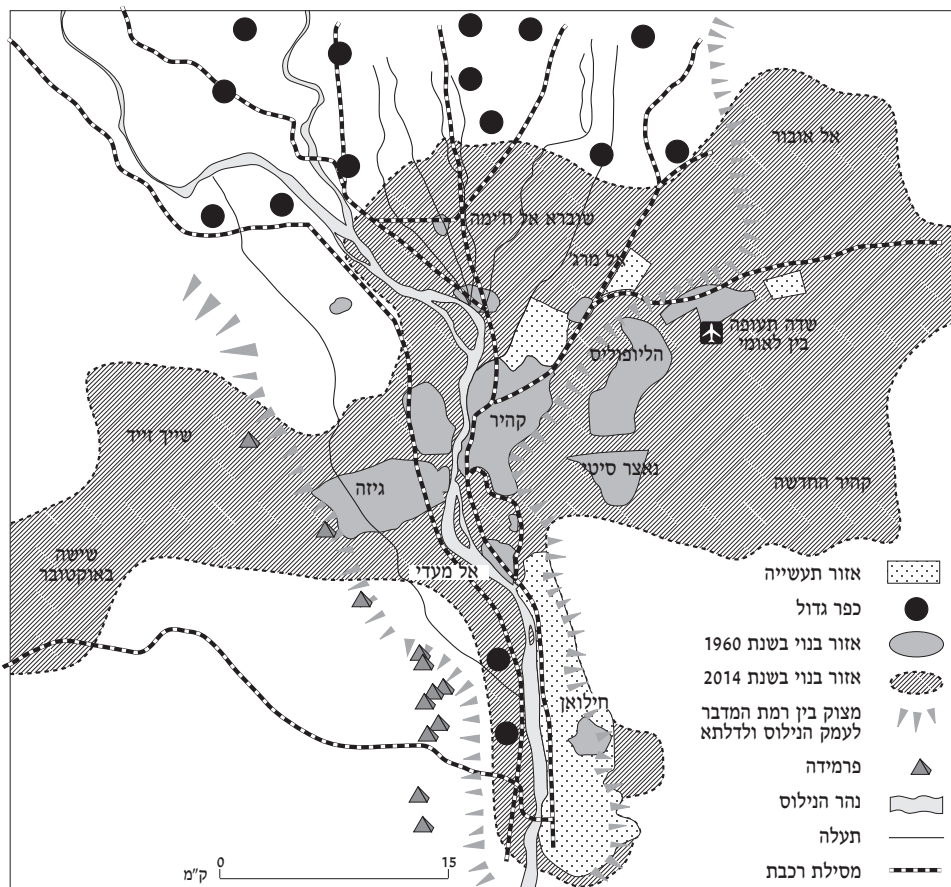 אל אובור
שוברא אל ח'ימה
אל מרג'
שדה תעופה
בין לאומי
הליופוליס
קהיר
שייך זייד
נאצר סיטי
גיזה
קהיר החדשה
שישה
באוקטובר
אל מעדי
חילואן
אזור תעשייה
כפר גדול
אזור בנוי בשנת 1960
אזור בנוי בשנת 2014
מצוק בין רמת המדבר
לעמק הנילוס ולדלתא
פרמידה
נהר הנילוס
תעלה
מסילת רכבת
0 15
ק"מ